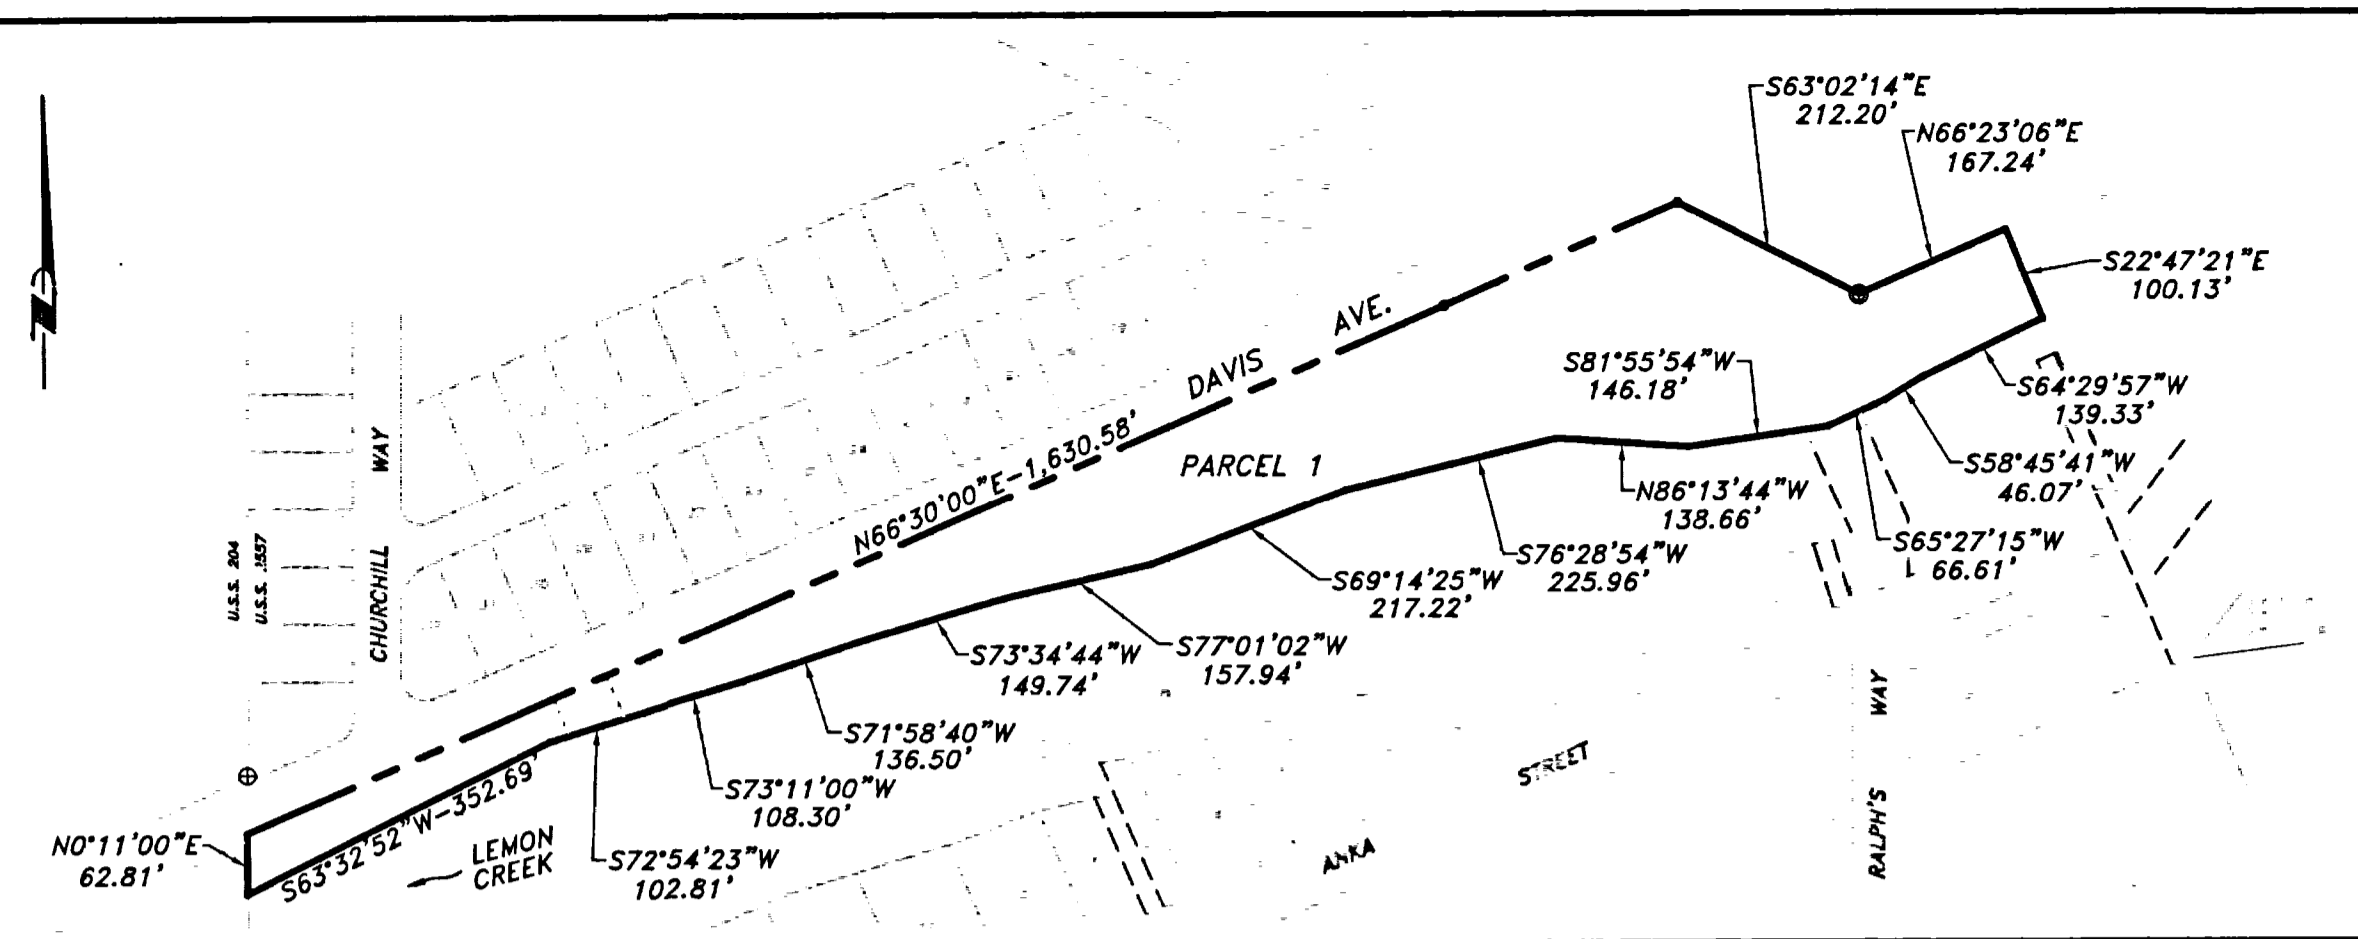 S63°02'14"E
212.20'
N66°23'06"E
167.24'
S22°47'21"E
100.13'
N
DAVIS AVE.
S81°55'54"W
146.18'
S64°29'57"W
139.33'
N66°30'00"E-1,630.58'
PARCEL 1
S58°45'41"W
46.07'
N86°13'44"W
138.66'
S65°27'15"W
66.61'
S76°28'54"W
225.96'
S69°14'25"W
217.22'
U.S.S. 204
U.S.S. 1557
CHURCHILL WAY
S77°01'02"W
157.94'
S73°34'44"W
149.74'
S71°58'40"W
136.50'
S73°11'00"W
108.30'
S72°54'23"W
102.81'
S63°32'52"W-352.69'
LEMON
CREEK
N0°11'00"E
62.81'
ANKA STREET
RALPH'S WAY